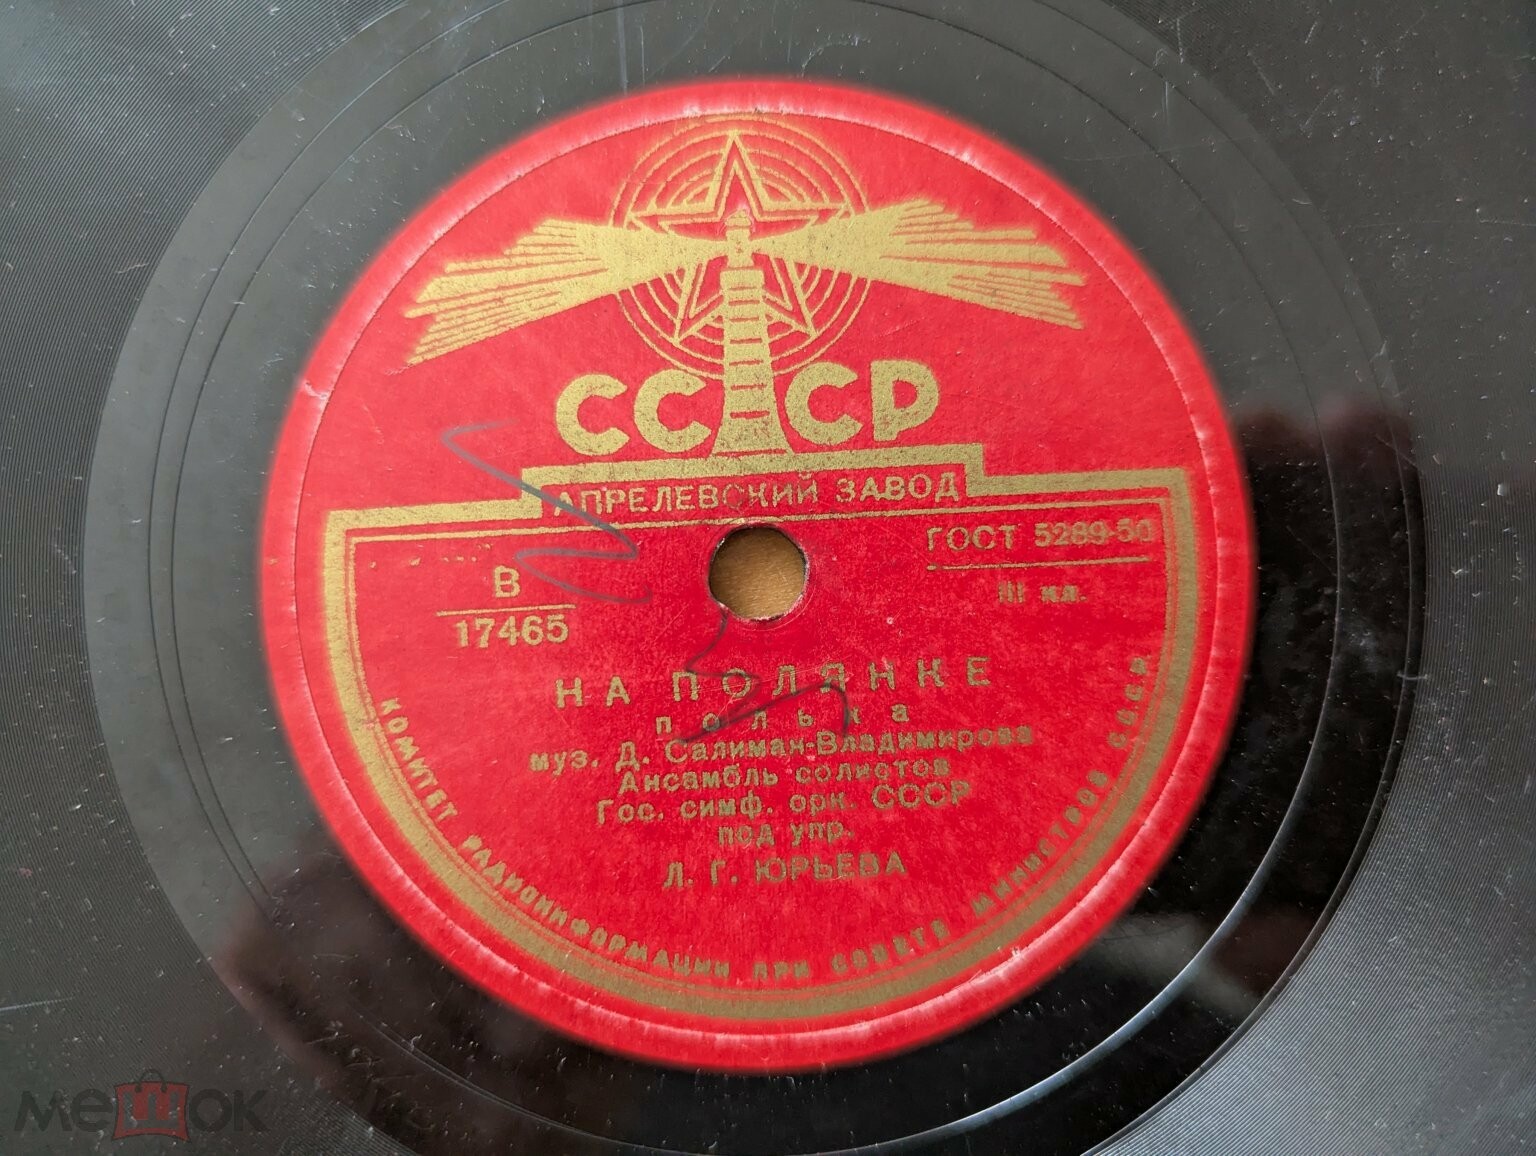 СССР
АПРЕЛЕВСКИЙ ЗАВОД
ГОСТ 5289-50
III кл.
В
17465
НА ПОЛЯНКЕ
полька
муз. Д. Салиман-Владимирова
Ансамбль солистов
Гос. симф. орк. СССР
под упр.
Л. Г. ЮРЬЕВА
КОМИТЕТ РАДИОИНФОРМАЦИИ ПРИ СОВЕТЕ МИНИСТРОВ СССР
мешок